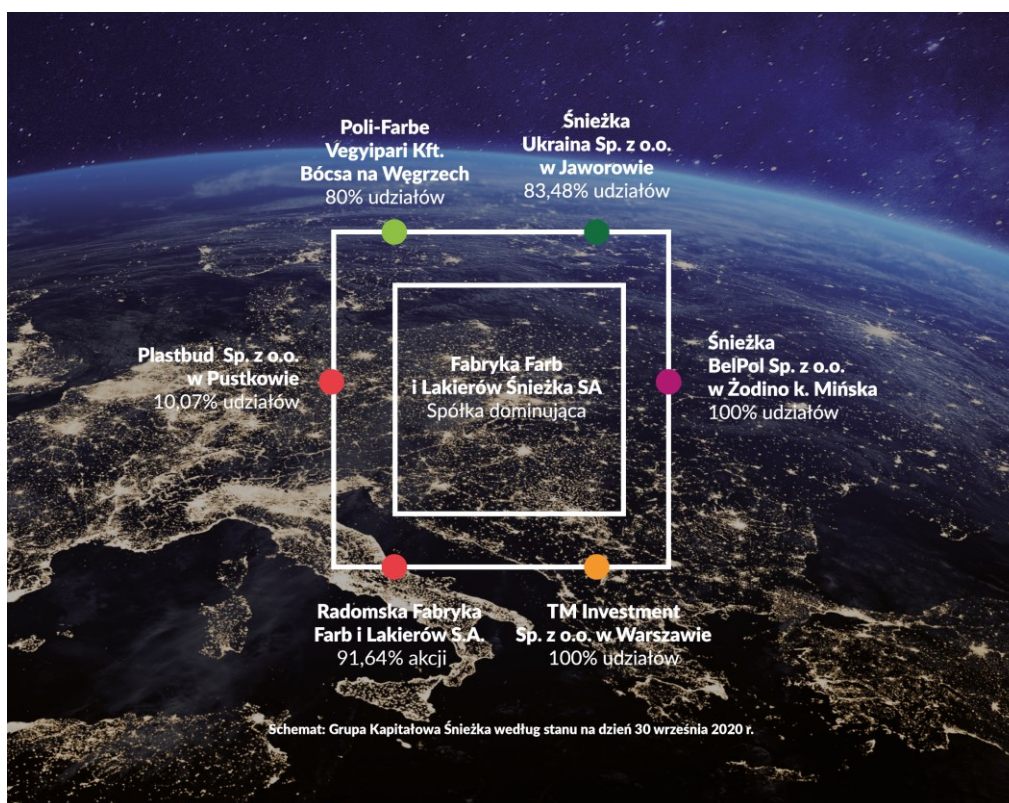 Poli-Farbe
Vegyipari Kft.
Bócsa na Węgrzech
80% udziałów
Śnieżka
Ukraina Sp. z o.o.
w Jaworowie
83,48% udziałów
Plastbud Sp. z o.o.
w Pustkowie
10,07% udziałów
Fabryka Farb
i Lakierów Śnieżka SA
Spółka dominująca
Śnieżka
BelPol Sp. z o.o.
w Żodino k. Mińska
100% udziałów
Radomska Fabryka
Farb i Lakierów S.A.
91,64% akcji
TM Investment
Sp. z o.o. w Warszawie
100% udziałów
Schemat: Grupa Kapitałowa Śnieżka według stanu na dzień 30 września 2020 r.